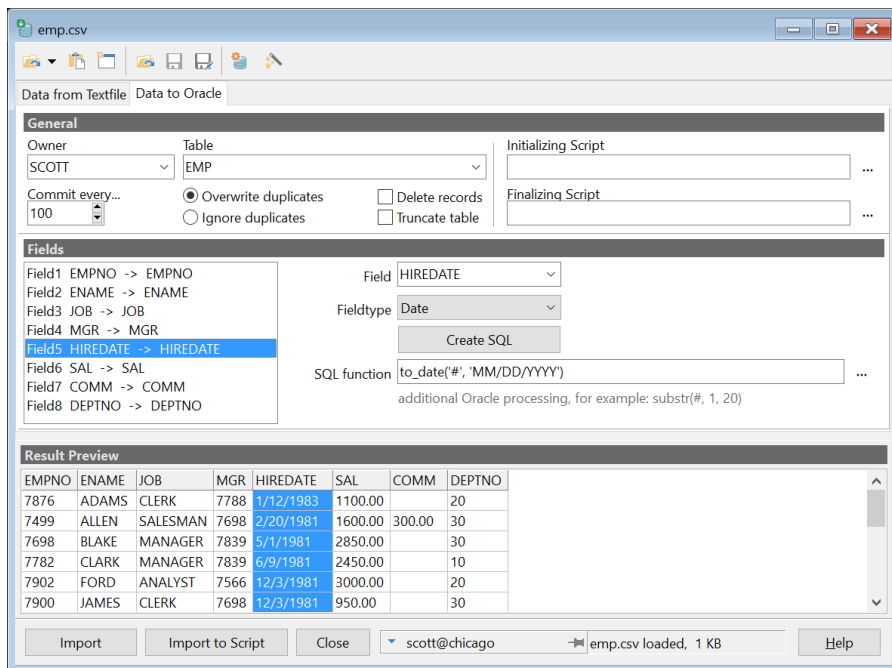 emp.csv
Data from Textfile Data to Oracle
General
Owner Table Initializing Script
SCOTT EMP ...
Commit every... Overwrite duplicates Delete records Finalizing Script
100 Ignore duplicates Truncate table ...
Fields
Field1 EMPNO -> EMPNO
Field2 ENAME -> ENAME
Field3 JOB -> JOB
Field4 MGR -> MGR
Field5 HIREDATE -> HIREDATE
Field6 SAL -> SAL
Field7 COMM -> COMM
Field8 DEPTNO -> DEPTNO
Field HIREDATE
Fieldtype Date
Create SQL
SQL function to_date('#', 'MM/DD/YYYY') ...
additional Oracle processing, for example: substr(#, 1, 20)
Result Preview
EMPNO ENAME JOB MGR HIREDATE SAL COMM DEPTNO
7876 ADAMS CLERK 7788 1/12/1983 1100.00 20
7499 ALLEN SALESMAN 7698 2/20/1981 1600.00 300.00 30
7698 BLAKE MANAGER 7839 5/1/1981 2850.00 30
7782 CLARK MANAGER 7839 6/9/1981 2450.00 10
7902 FORD ANALYST 7566 12/3/1981 3000.00 20
7900 JAMES CLERK 7698 12/3/1981 950.00 30
Import Import to Script Close scott@chicago emp.csv loaded, 1 KB Help